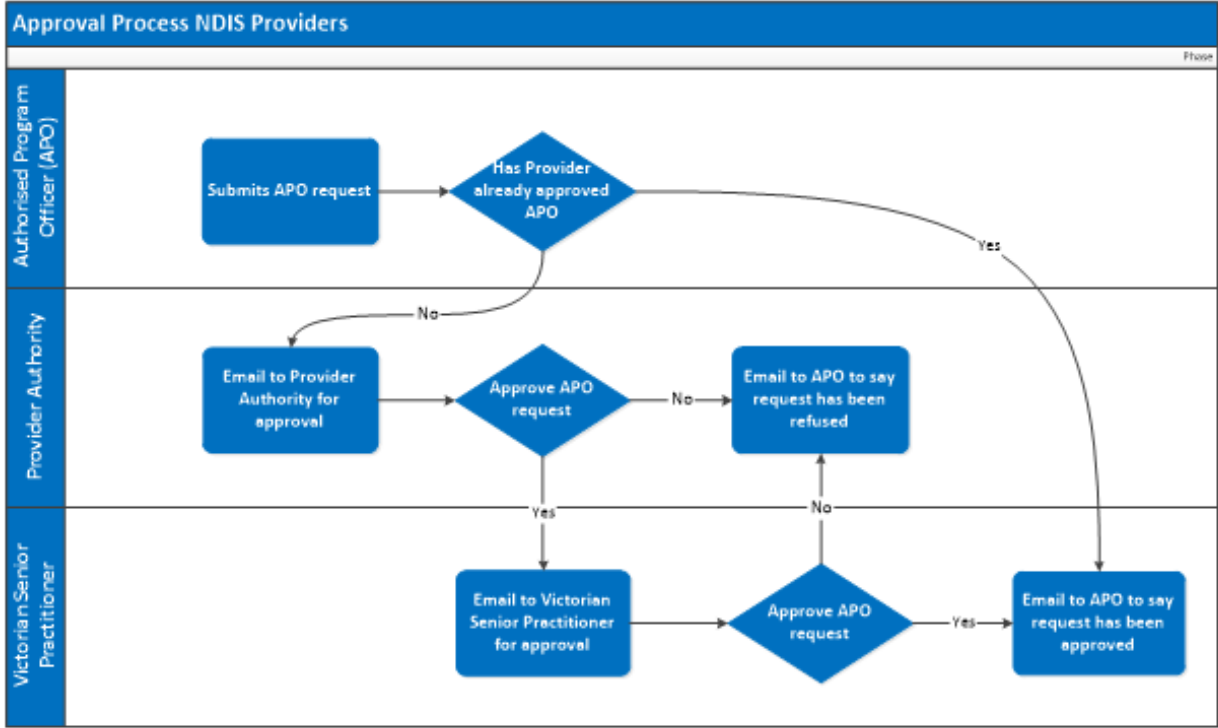 Approval Process NDIS Providers
Phase
Authorised Program
Officer (APO)
Submits APO request
Has Provider
already approved
APO
Yes
No
Provider Authority
Email to Provider
Authority for
approval
Approve APO
request
No
Email to APO to say
request has been
refused
Yes
No
Victorian Senior
Practitioner
Email to Victorian
Senior Practitioner
for approval
Approve APO
request
Yes
Email to APO to say
request has been
approved